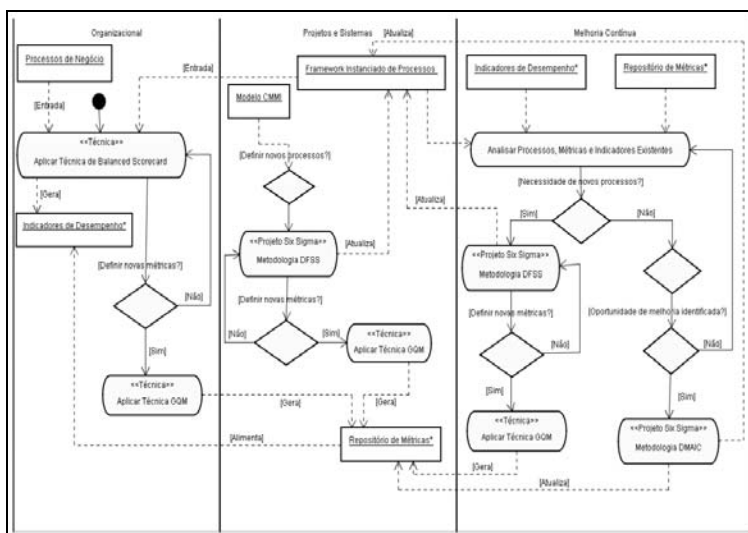 Organizacional
Projetos e Sistemas
Melhoria Contínua
[Atualiza]
Processos de Negócio
[Entrada]
Framework Instanciado de Processos
Indicadores de Desempenho*
Repositório de Métricas*
[Entrada]
Modelo CMMI
«Técnica»
Aplicar Técnica de Balanced Scorecard
[Definir novos processos?]
Analisar Processos, Métricas e Indicadores Existentes
[Gera]
[Necessidade de novos processos?]
[Atualiza]
[Sim]
[Não]
Indicadores de Desempenho*
«Projeto Six Sigma»
Metodologia DFSS
[Atualiza]
«Projeto Six Sigma»
Metodologia DFSS
[Definir novas métricas?]
[Não]
[Definir novas métricas?]
[Não]
[Sim]
[Definir novas métricas?]
[Não]
[Oportunidade de melhoria identificada?]
[Não]
[Sim]
«Técnica»
Aplicar Técnica GQM
«Técnica»
Aplicar Técnica GQM
[Gera]
[Gera]
[Sim]
[Sim]
[Alimenta]
Repositório de Métricas*
«Técnica»
Aplicar Técnica GQM
«Projeto Six Sigma»
Metodologia DMAIC
[Gera]
[Atualiza]